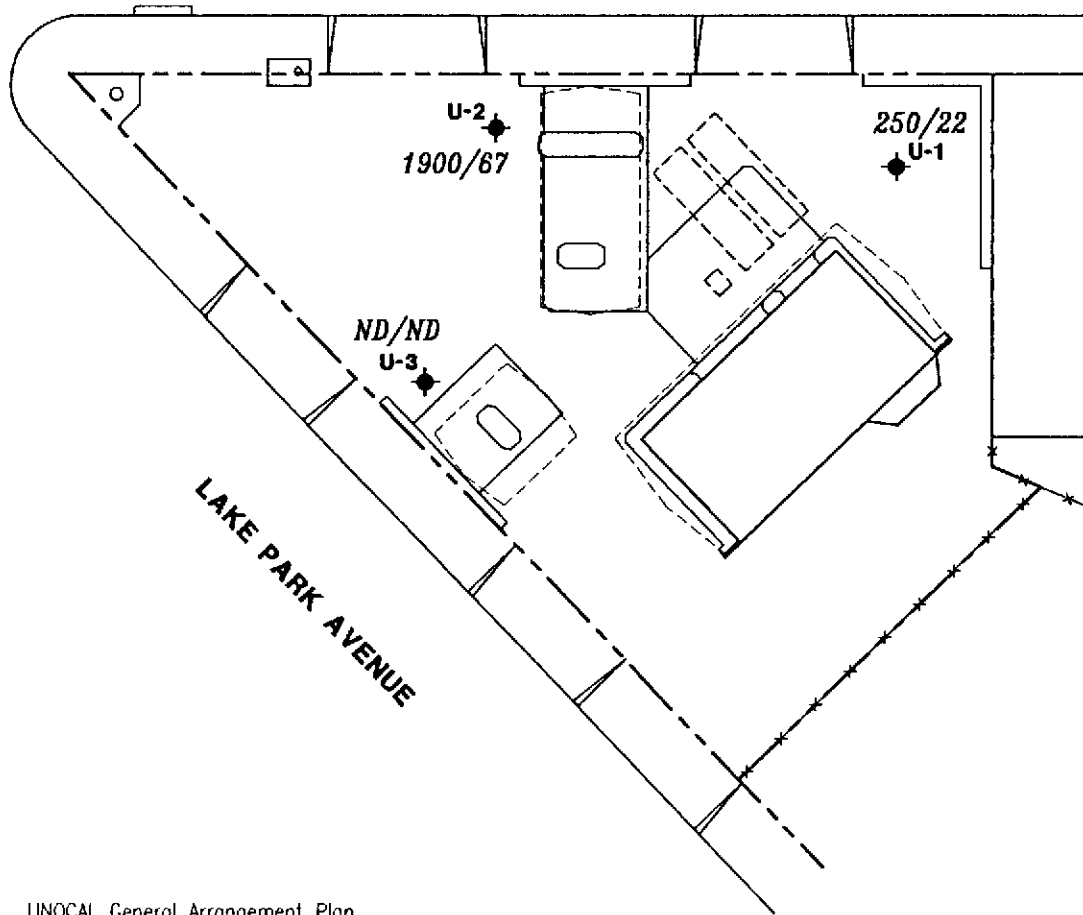 U-2
1900/67
250/22
U-1
ND/ND
U-3
LAKE PARK AVENUE
UNOCAL General Arrangement Plan